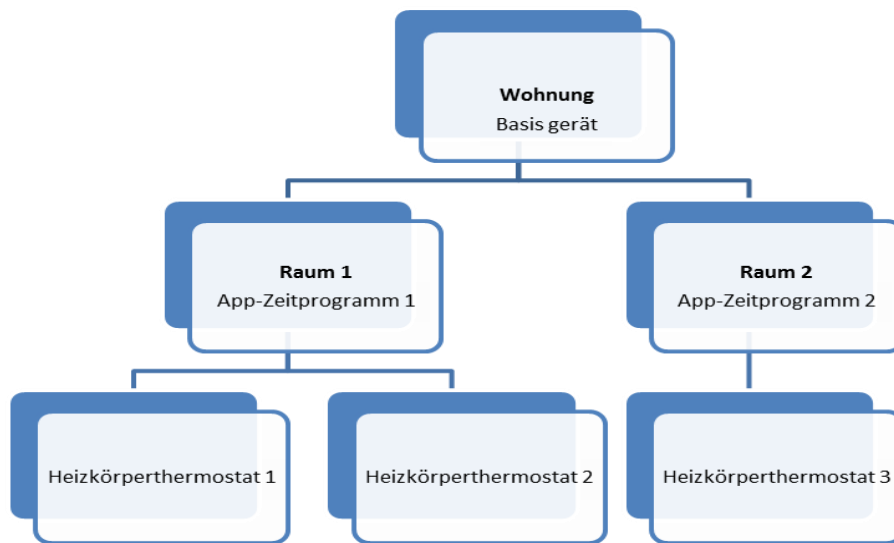 Wohnung
Basis gerät
Raum 1
App-Zeitprogramm 1
Raum 2
App-Zeitprogramm 2
Heizkörperthermostat 1
Heizkörperthermostat 2
Heizkörperthermostat 3